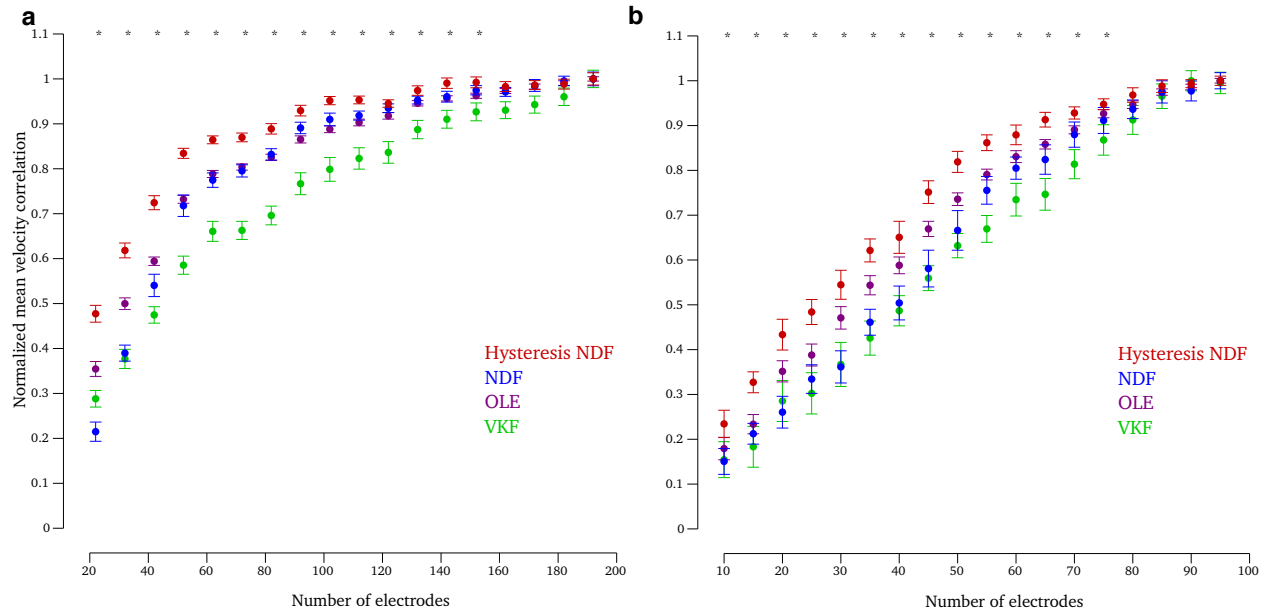 a
* * * * * * * * * * * * * *
Normalized mean velocity correlation
1.1
1
0.9
0.8
0.7
0.6
0.5
0.4
0.3
0.2
0.1
0
Hysteresis NDF
NDF
OLE
VKF
20 40 60 80 100 120 140 160 180 200
Number of electrodes
b
* * * * * * * * * * * * * *
1.1
1
0.9
0.8
0.7
0.6
0.5
0.4
0.3
0.2
0.1
0
Hysteresis NDF
NDF
OLE
VKF
10 20 30 40 50 60 70 80 90 100
Number of electrodes